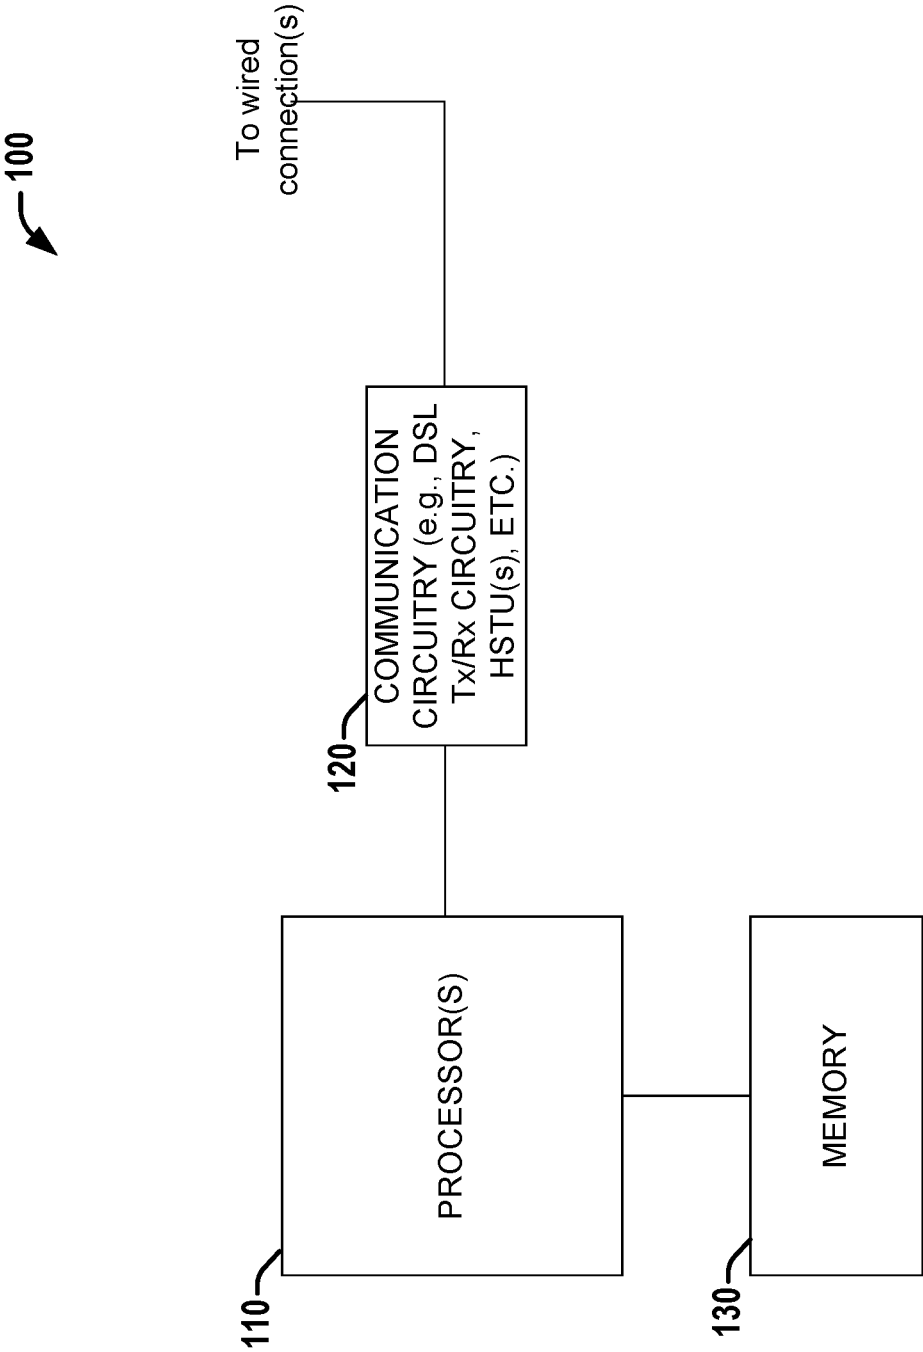 100
To wired
connection(s)
120
COMMUNICATION
CIRCUITRY (e.g., DSL
Tx/Rx CIRCUITRY,
HSTU(s), ETC.)
110
PROCESSOR(S)
130
MEMORY